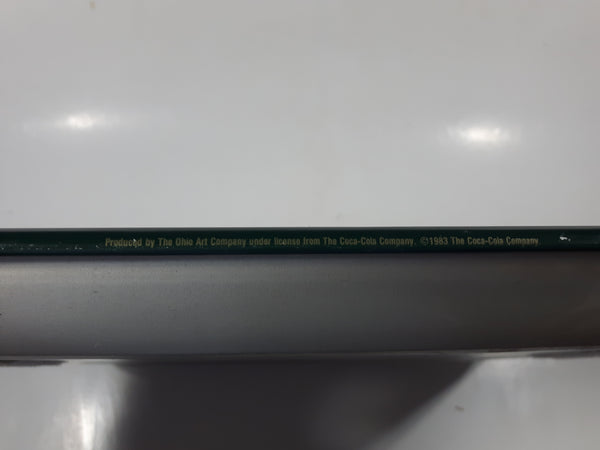 Produced by The Ohio Art Company under license from The Coca-Cola Company. ©1983 The Coca-Cola Company